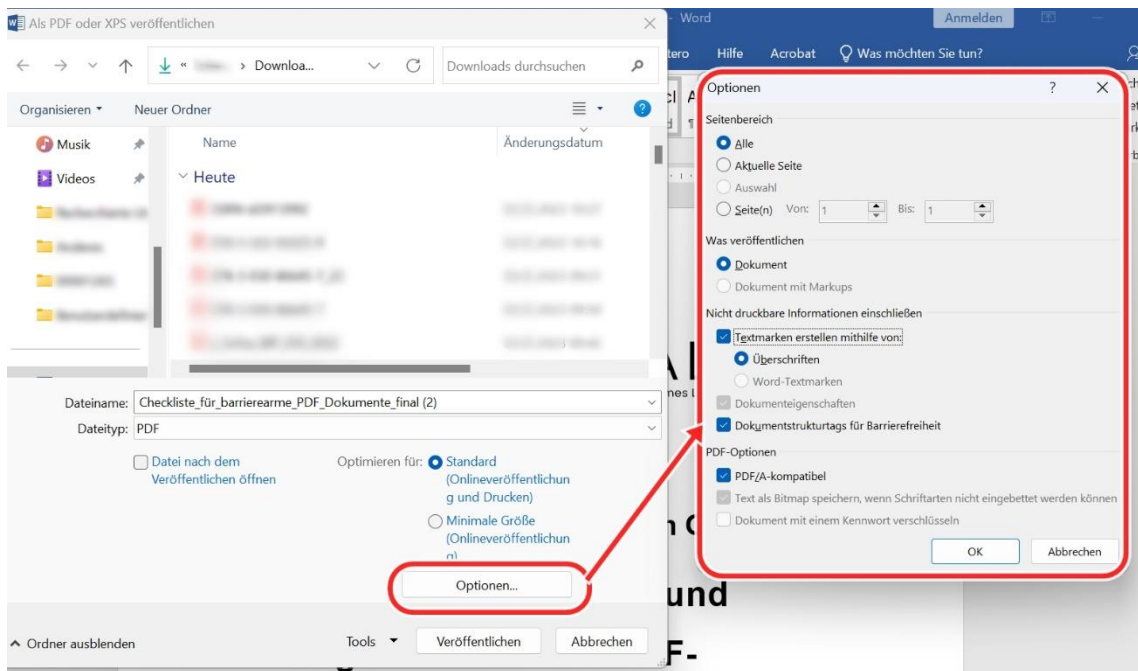 Als PDF oder XPS veröffentlichen
Downloa...
Downloads durchsuchen
Organisieren
Neuer Ordner
Musik
Videos
Name
Änderungsdatum
Heute
Dateiname: Checkliste_für_barrierearme_PDF_Dokumente_final (2)
Dateityp: PDF
Datei nach dem
Veröffentlichen öffnen
Optimieren für:
Standard
(Onlineveröffentlichun
g und Drucken)
Minimale Größe
(Onlineveröffentlichun
g)
Optionen...
Ordner ausblenden
Tools
Veröffentlichen
Abbrechen
- Word
Anmelden
tero
Hilfe
Acrobat
Was möchten Sie tun?
Optionen
?
Seitenbereich
Alle
Aktuelle Seite
Auswahl
Seite(n) Von: 1 Bis: 1
Was veröffentlichen
Dokument
Dokument mit Markups
Nicht druckbare Informationen einschließen
Textmarken erstellen mithilfe von:
Überschriften
Word-Textmarken
Dokumenteigenschaften
Dokumentstrukturtags für Barrierefreiheit
PDF-Optionen
PDF/A-kompatibel
Text als Bitmap speichern, wenn Schriftarten nicht eingebettet werden können
Dokument mit einem Kennwort verschlüsseln
OK
Abbrechen
und
F-